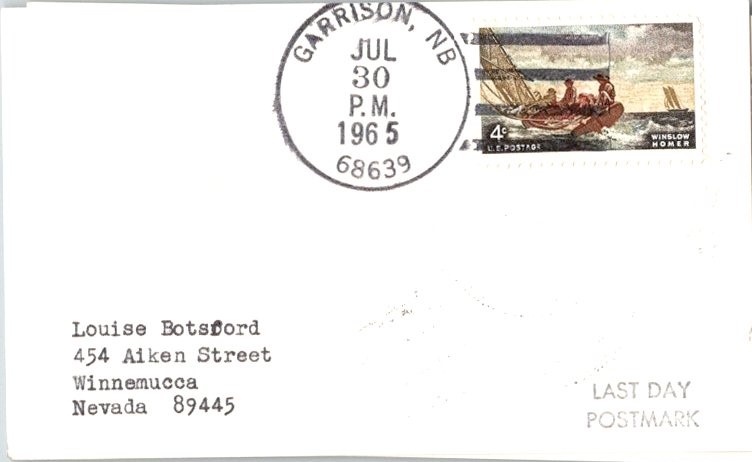 GARRISON, NB
JUL
30
P.M.
1965
68639
4c
U.S. POSTAGE
WINSLOW
HOMER
Louise Botsford
454 Aiken Street
Winnemucca
Nevada 89445
LAST DAY
POSTMARK